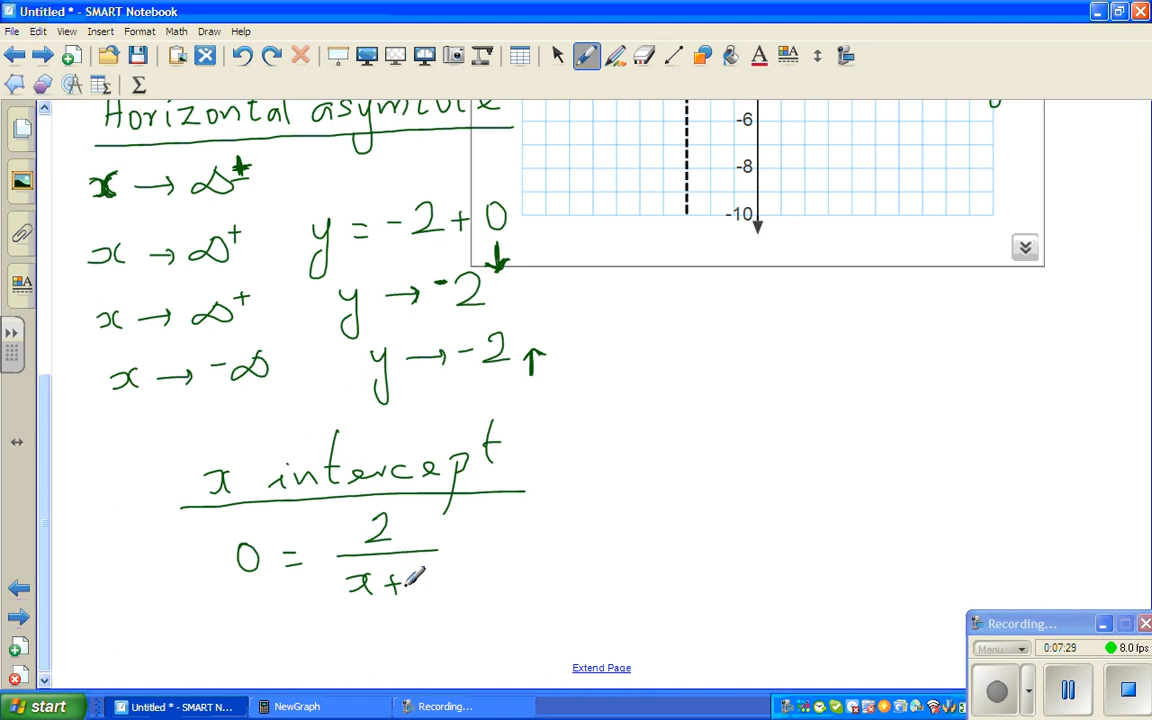 Untitled * - SMART Notebook
File Edit View Insert Format Math Draw Help
Horizontal asymtote
x → ∞⁺
x → ∞⁺ y = -2 + 0
x → ∞⁺ y → -2 ↓
x → -∞ y → -2 ↑
x intercept
0 = 2 / x +
-6
-8
-10
Extend Page
Recording...
Menu 0:07:29 8.0 fps
start Untitled * - SMART N... NewGraph Recording...